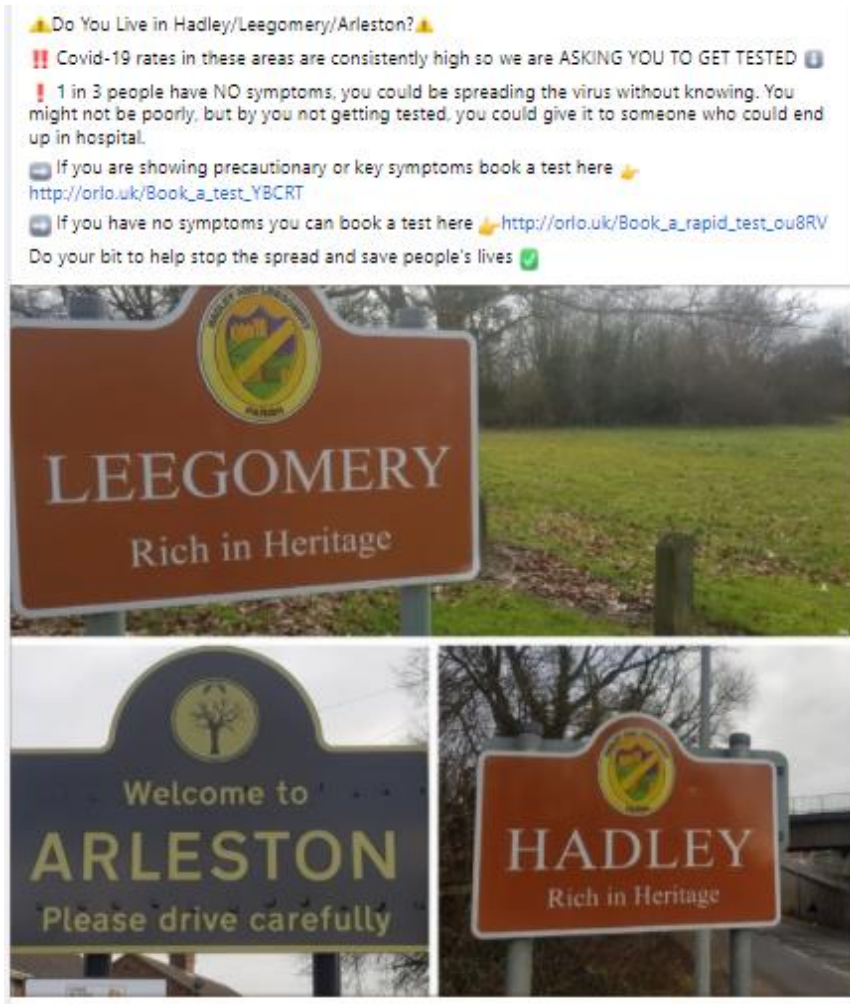 ⚠️Do You Live in Hadley/Leegomery/Arleston?⚠️
‼️ Covid-19 rates in these areas are consistently high so we are ASKING YOU TO GET TESTED ⬇️
❗ 1 in 3 people have NO symptoms, you could be spreading the virus without knowing. You
might not be poorly, but by you not getting tested, you could give it to someone who could end
up in hospital.
➡️ If you are showing precautionary or key symptoms book a test here 👉
http://orlo.uk/Book_a_test_YBCRT
➡️ If you have no symptoms you can book a test here 👉http://orlo.uk/Book_a_rapid_test_ou8RV
Do your bit to help stop the spread and save people's lives ✅
HADLEY AND LEEGOMERY
PARISH
LEEGOMERY
Rich in Heritage
Welcome to
ARLESTON
Please drive carefully
PARISH
HADLEY
Rich in Heritage